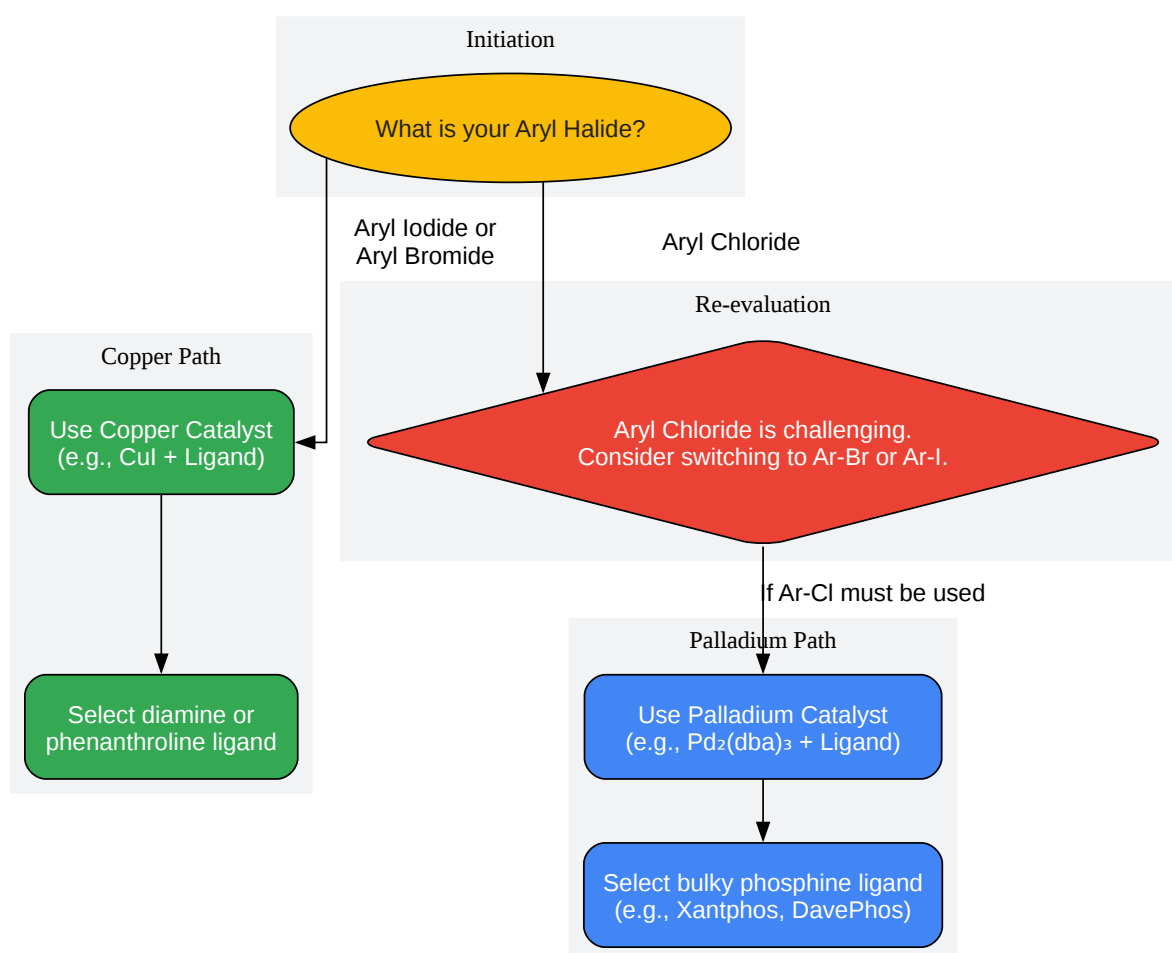 Initiation
What is your Aryl Halide?
Aryl Iodide or
Aryl Bromide
Aryl Chloride
Re-evaluation
Copper Path
Use Copper Catalyst
(e.g., CuI + Ligand)
Aryl Chloride is challenging.
Consider switching to Ar-Br or Ar-I.
If Ar-Cl must be used
Palladium Path
Select diamine or
phenanthroline ligand
Use Palladium Catalyst
(e.g., Pd₂(dba)₃ + Ligand)
Select bulky phosphine ligand
(e.g., Xantphos, DavePhos)